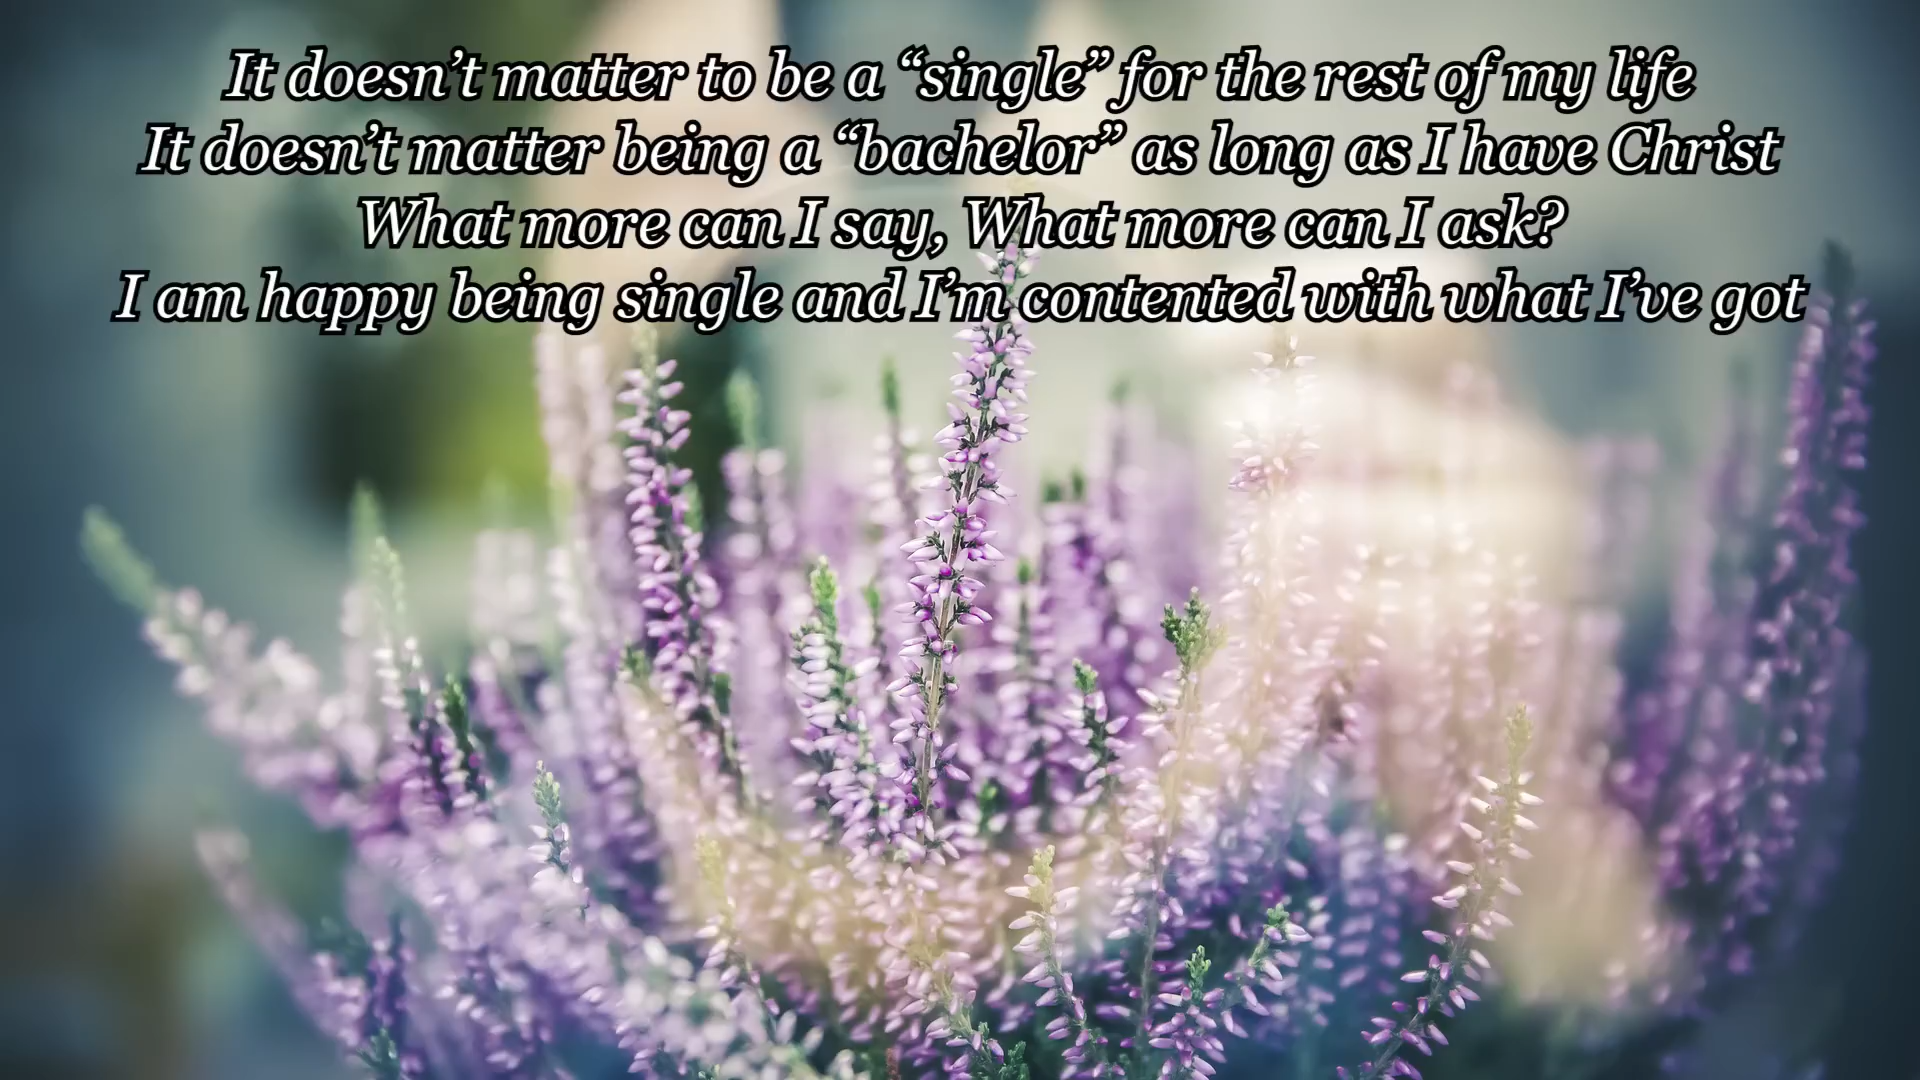 It doesn’t matter to be a “single” for the rest of my life
It doesn’t matter being a “bachelor” as long as I have Christ
What more can I say, What more can I ask?
I am happy being single and I’m contented with what I’ve got